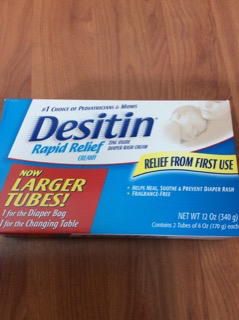 #1 CHOICE OF PEDIATRICIANS & MOMS
Desitin
Rapid Relief
CREAMY
ZINC OXIDE
DIAPER RASH CREAM
RELIEF FROM FIRST USE
• HELPS HEAL, SOOTHE & PREVENT DIAPER RASH
• FRAGRANCE-FREE
NOW
LARGER
TUBES!
1 for the Diaper Bag
1 for the Changing Table
NET WT 12 OZ (340 g)
Contains 2 Tubes of 6 OZ (170 g) each